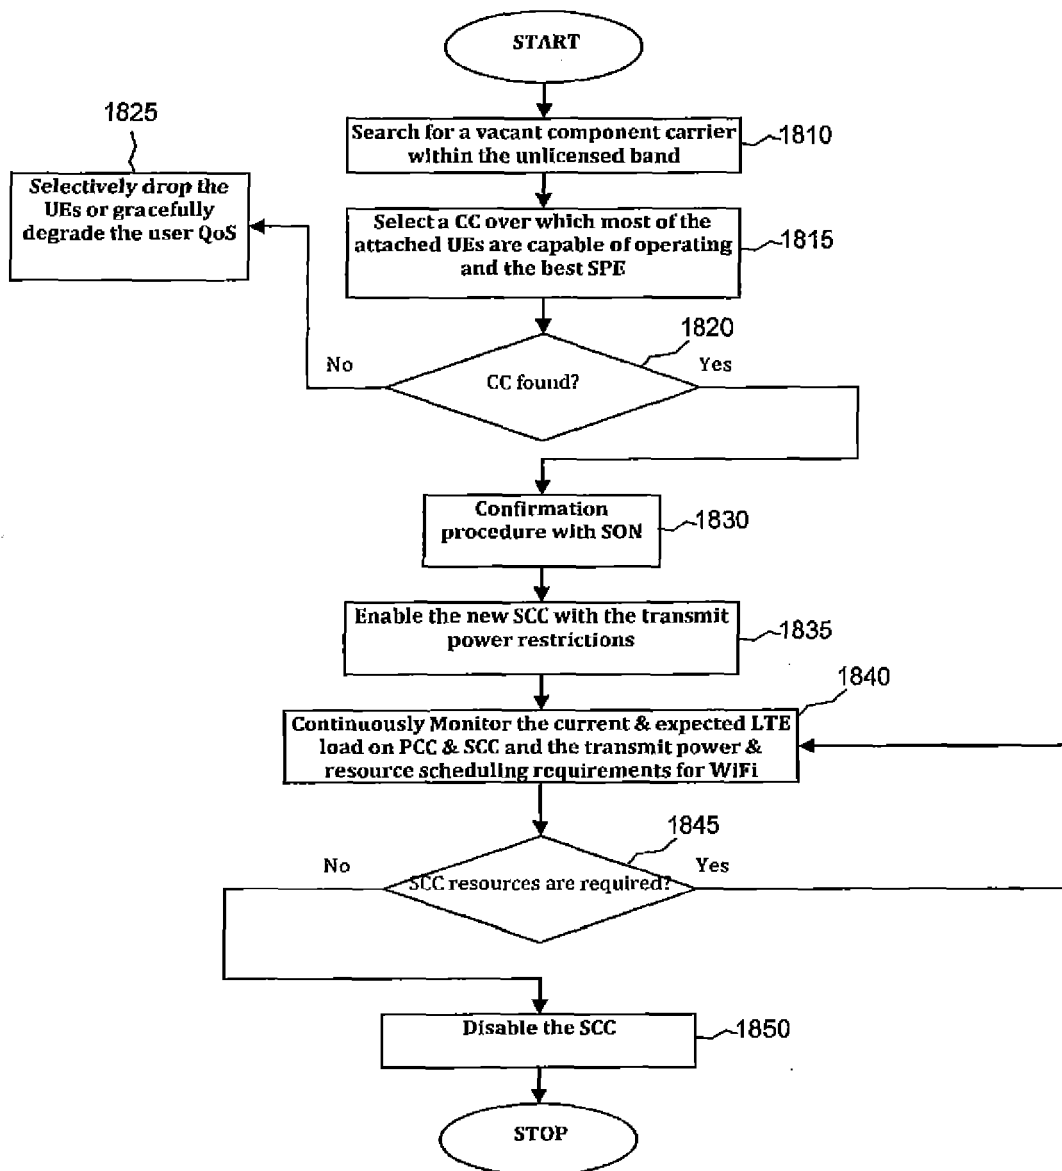 START
Search for a vacant component carrier
within the unlicensed band
1810
1825
Selectively drop the
UEs or gracefully
degrade the user QoS
Select a CC over which most of the
attached UEs are capable of operating
and the best SPE
1815
1820
No
Yes
CC found?
Confirmation
procedure with SON
1830
Enable the new SCC with the transmit
power restrictions
1835
1840
Continuously Monitor the current & expected LTE
load on PCC & SCC and the transmit power &
resource scheduling requirements for WiFi
1845
No
Yes
SCC resources are required?
Disable the SCC
1850
STOP